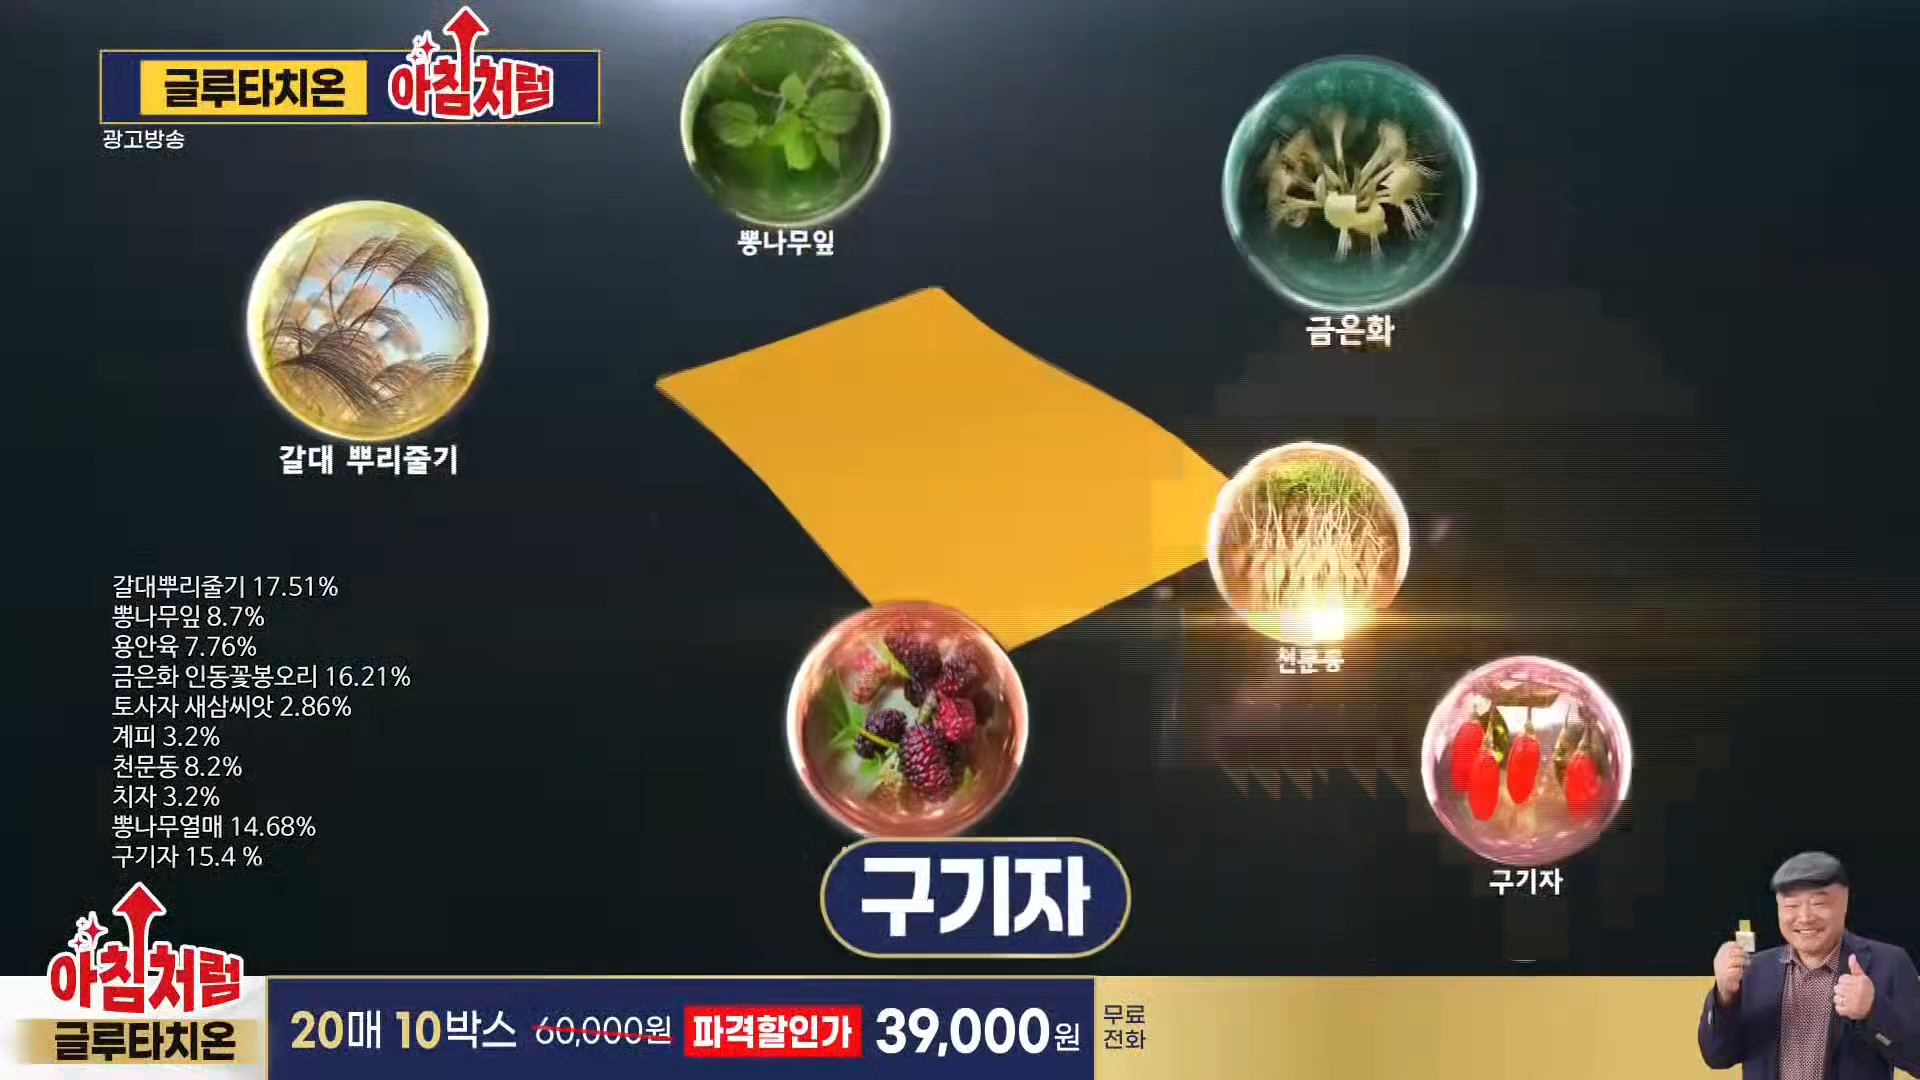 글루타치온 아침처럼
광고방송
뽕나무잎
금은화
갈대 뿌리줄기
천문동
구기자
갈대뿌리줄기 17.51%
뽕나무잎 8.7%
용안육 7.76%
금은화 인동꽃봉오리 16.21%
토사자 새삼씨앗 2.86%
계피 3.2%
천문동 8.2%
치자 3.2%
뽕나무열매 14.68%
구기자 15.4 %
구기자
아침처럼
글루타치온
20매 10박스 60,000원 파격할인가 39,000원
무료
전화